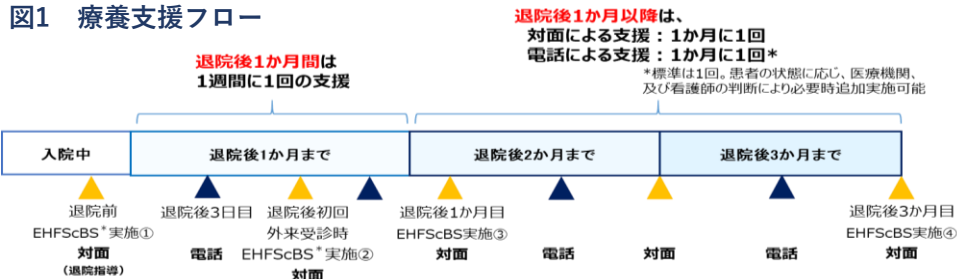 図1 療養支援フロー
退院後1か月間は
1週間に1回の支援
退院後1か月以降は、
対面による支援：1か月に1回
電話による支援：1か月に1回*
*標準は1回。患者の状態に応じ、医療機関、
及び看護師の判断により必要時追加実施可能
入院中
退院後1か月まで
退院後2か月まで
退院後3か月まで
退院前
EHFScBS*実施①
対面
(退院指導)
退院後3日目
電話
退院後初回
外来受診時
EHFScBS*実施②
対面
退院後1か月目
EHFScBS実施③
対面
電話
対面
電話
退院後3か月目
EHFScBS実施④
対面